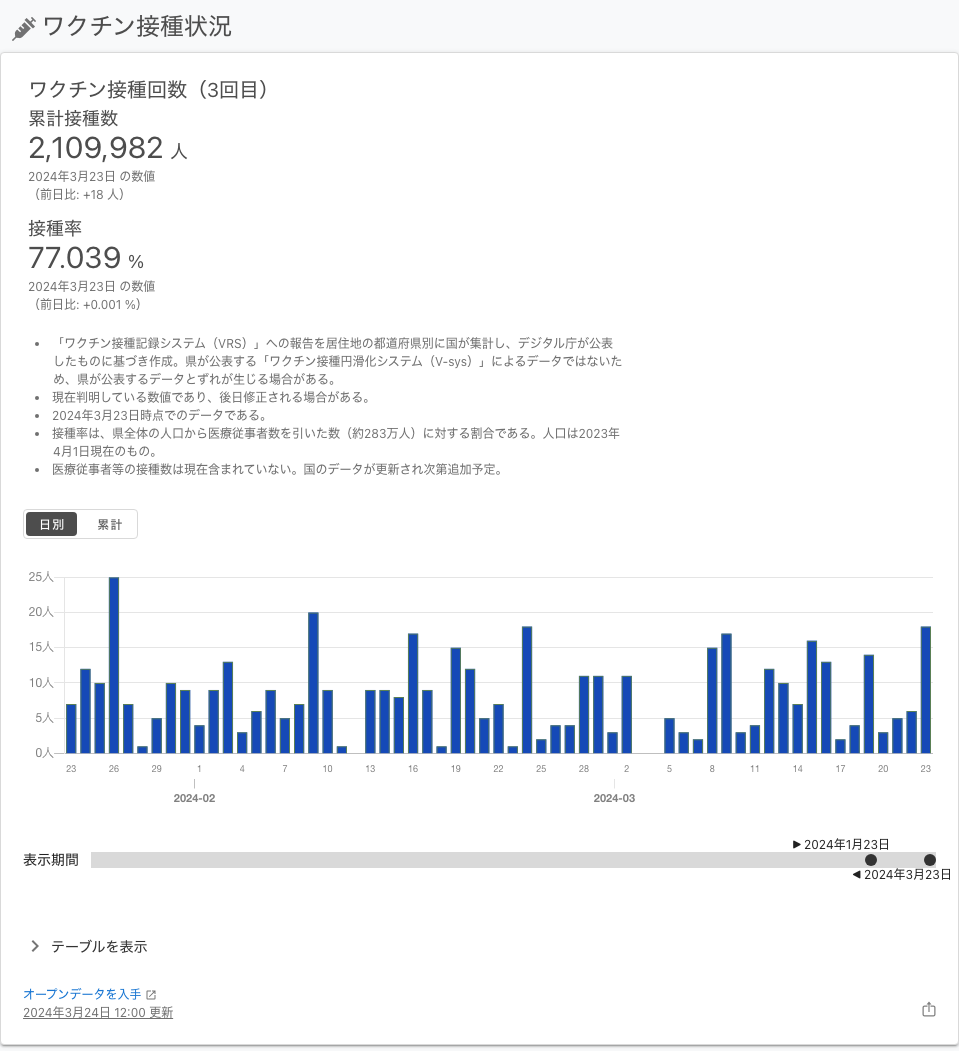 ワクチン接種状況
ワクチン接種回数（3回目）
累計接種数
2,109,982 人
2024年3月23日 の数値
（前日比: +18 人）
接種率
77.039 %
2024年3月23日 の数値
（前日比: +0.001 %）
• 「ワクチン接種記録システム（VRS）」への報告を居住地の都道府県別に国が集計し、デジタル庁が公表
したものに基づき作成。県が公表する「ワクチン接種円滑化システム（V-sys）」によるデータではないた
め、県が公表するデータとずれが生じる場合がある。
• 現在判明している数値であり、後日修正される場合がある。
• 2024年3月23日時点でのデータである。
• 接種率は、県全体の人口から医療従事者数を引いた数（約283万人）に対する割合である。人口は2023年
4月1日現在のもの。
• 医療従事者等の接種数は現在含まれていない。国のデータが更新され次第追加予定。
日別 累計
25人
20人
15人
10人
5人
0人
23 26 29 1 4 7 10 13 16 19 22 25 28 2 5 8 11 14 17 20 23
2024-02 2024-03
▶ 2024年1月23日
表示期間
◀ 2024年3月23日
テーブルを表示
オープンデータを入手
2024年3月24日 12:00 更新